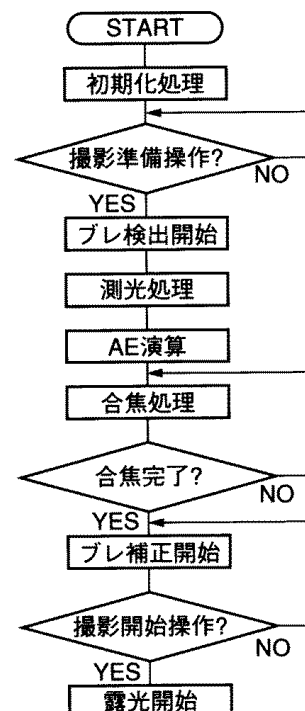 START
初期化処理
撮影準備操作?
NO
YES
ブレ検出開始
測光処理
AE演算
合焦処理
合焦完了?
NO
YES
ブレ補正開始
撮影開始操作?
NO
YES
露光開始